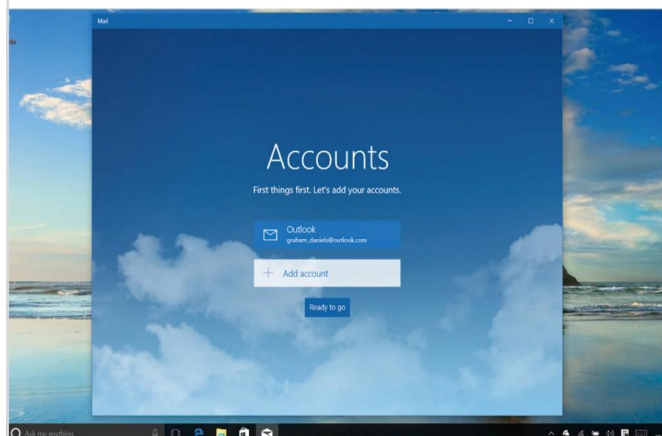 Mail
Accounts
First things first. Let's add your accounts.
Outlook
graham_daniels@outlook.com
Add account
Ready to go
Ask me anything